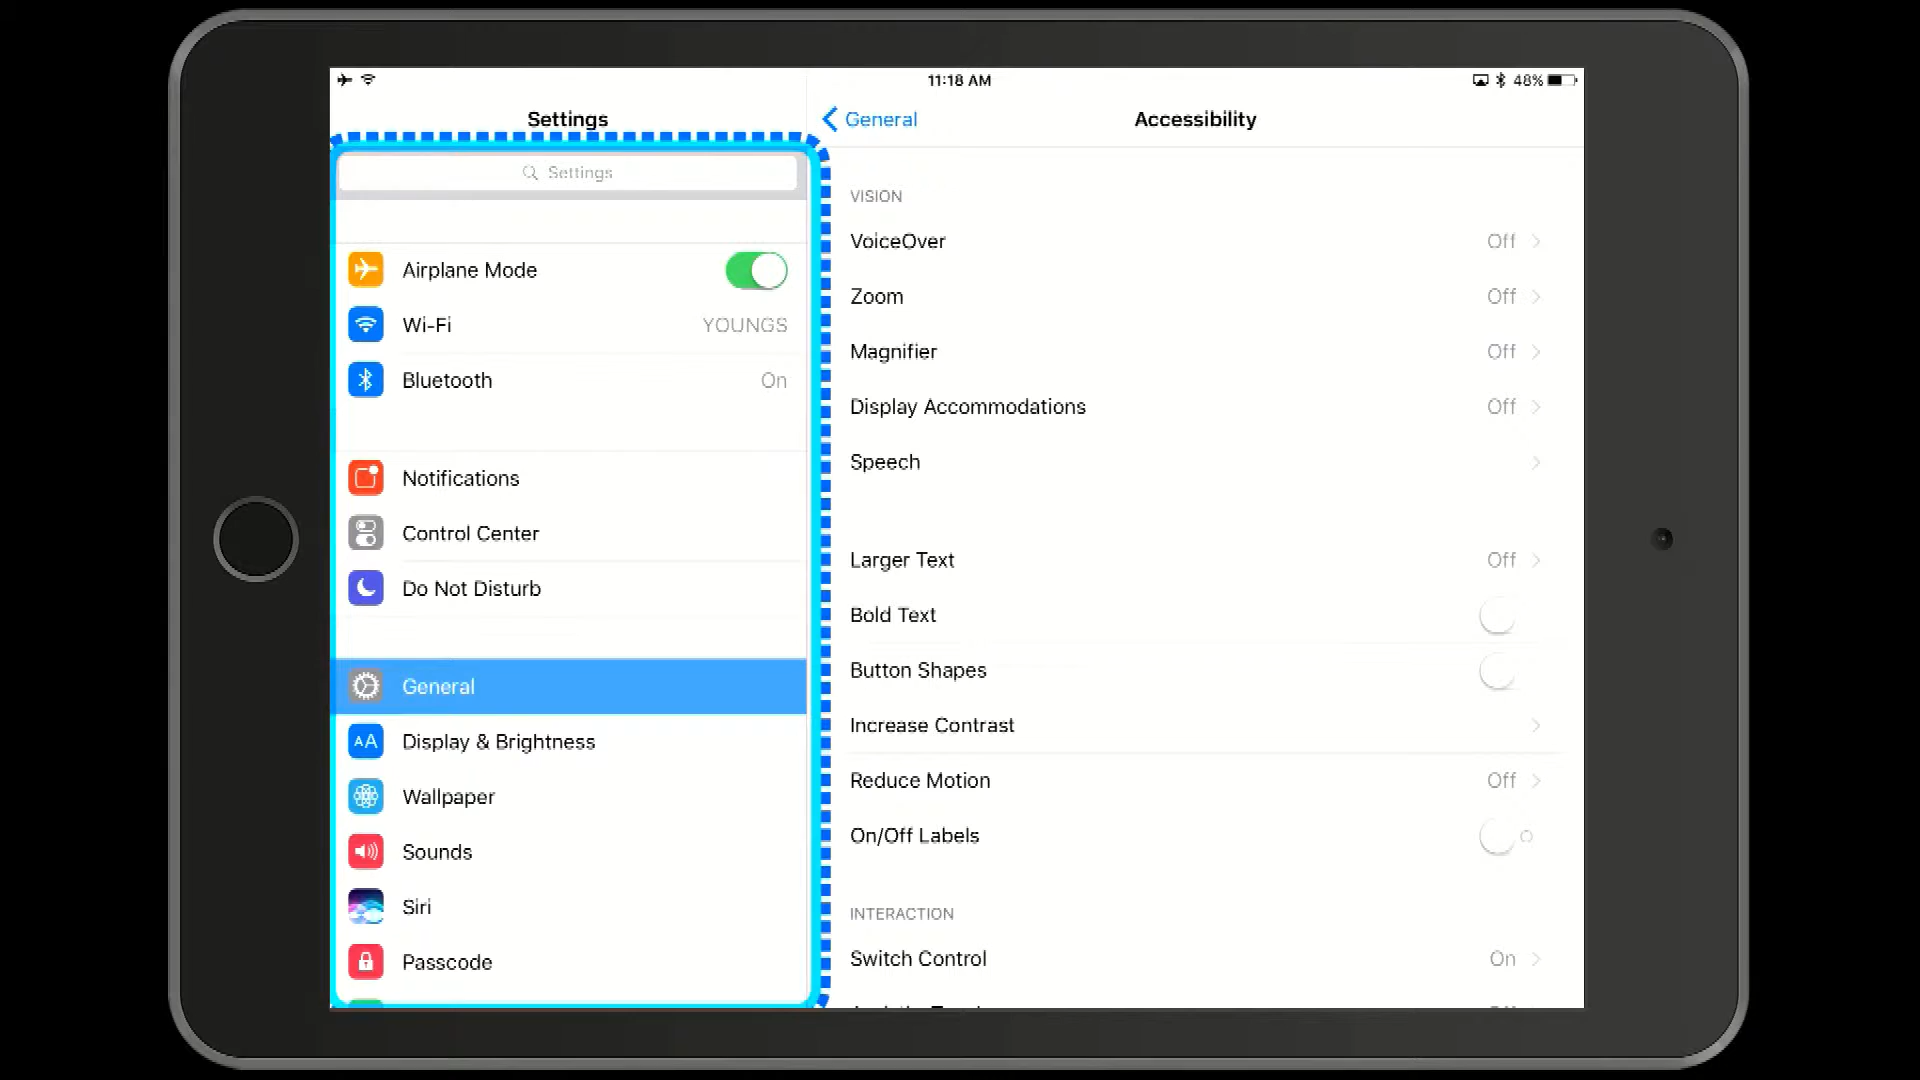 11:18 AM
48%
Settings
Settings
Airplane Mode
Wi-Fi YOUNGS
Bluetooth On
Notifications
Control Center
Do Not Disturb
General
AA Display & Brightness
Wallpaper
Sounds
Siri
Passcode
General
Accessibility
VISION
VoiceOver Off
Zoom Off
Magnifier Off
Display Accommodations Off
Speech
Larger Text Off
Bold Text
Button Shapes
Increase Contrast
Reduce Motion Off
On/Off Labels
INTERACTION
Switch Control On